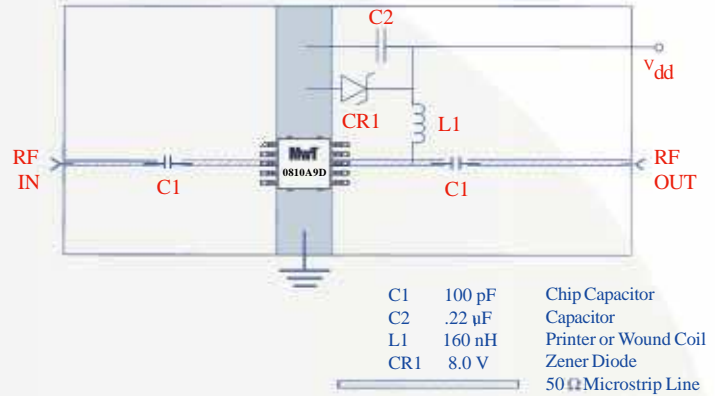 C2
Vdd
CR1
L1
RF
IN
C1
MwT
0810A9D
C1
RF
OUT
C1 100 pF Chip Capacitor
C2 .22 µF Capacitor
L1 160 nH Printer or Wound Coil
CR1 8.0 V Zener Diode
50 Ω Microstrip Line